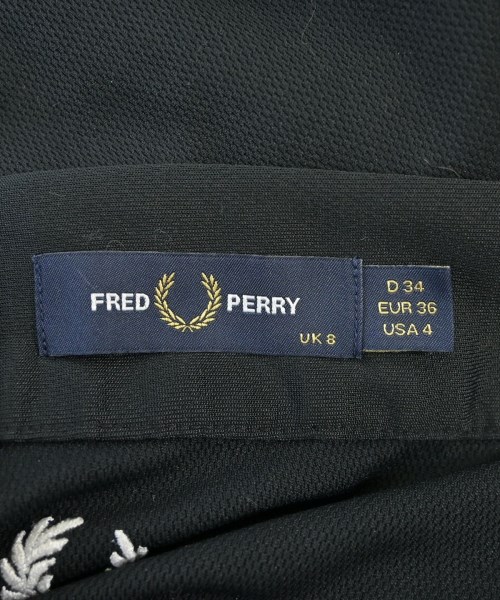 FRED PERRY
UK 8
D 34
EUR 36
USA 4